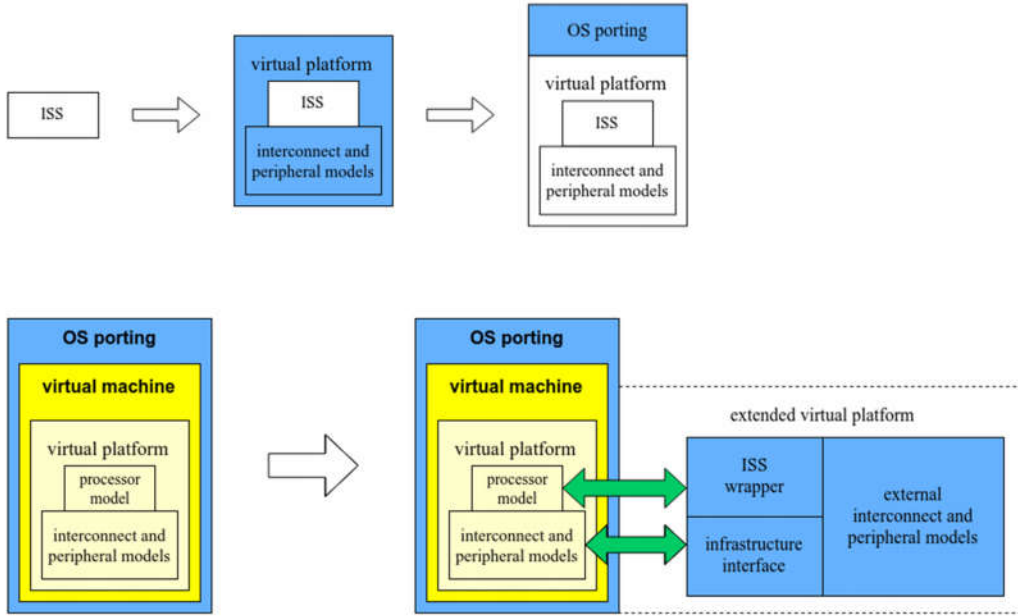 ISS
virtual platform
ISS
interconnect and
peripheral models
OS porting
virtual platform
ISS
interconnect and
peripheral models
OS porting
virtual machine
virtual platform
processor
model
interconnect and
peripheral models
OS porting
virtual machine
virtual platform
processor
model
interconnect and
peripheral models
extended virtual platform
ISS
wrapper
infrastructure
interface
external
interconnect and
peripheral models